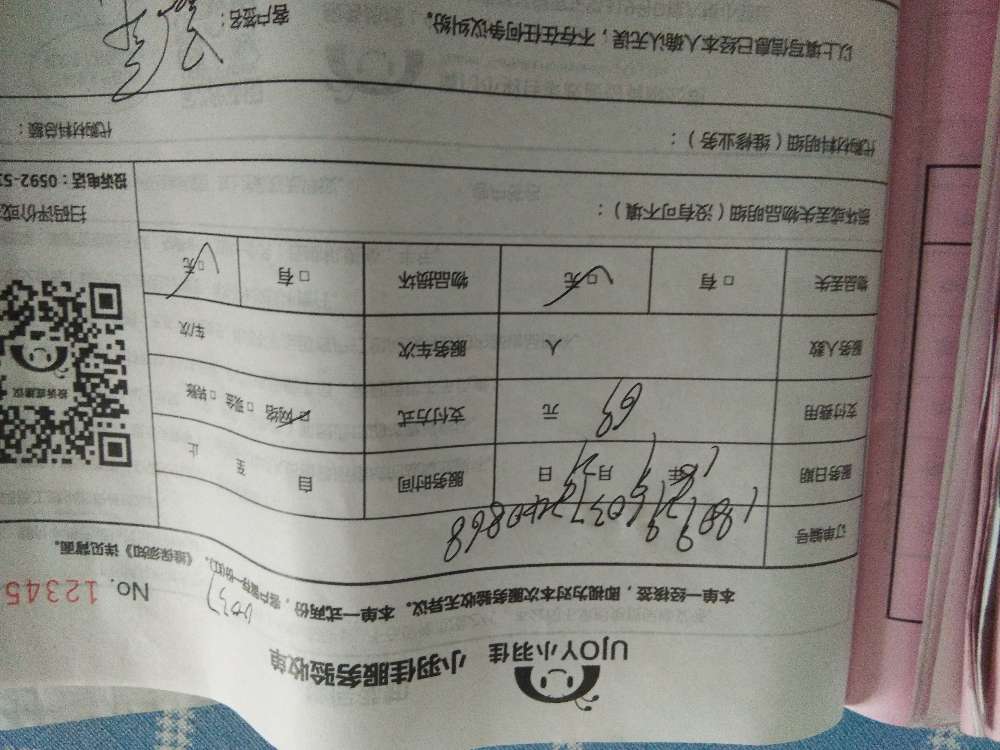 UJOY小羽佳 小羽佳服务验收单
本单一经接签，即视为对本次服务验收无异议。本单一式两份，客户留存一份(红)。《维保须知》详见背面。
No. 12345
订单编号
服务日期 年 月 日 服务时间 自 至 止
支付费用 69 元 支付方式 □网络 □现金 □转账
服务人数 人 服务车次 车次
物品丢失 □有 □无 物品损坏 □有 □无
投诉或建议
扫码评价或
投诉电话：0592-5
损坏或丢失物品明细（没有可不填）：
代购材料明细（维修业务）： 代购材料总额：
以上填写信息已经本人确认无误，不存在任何争议纠纷。 客户签名：